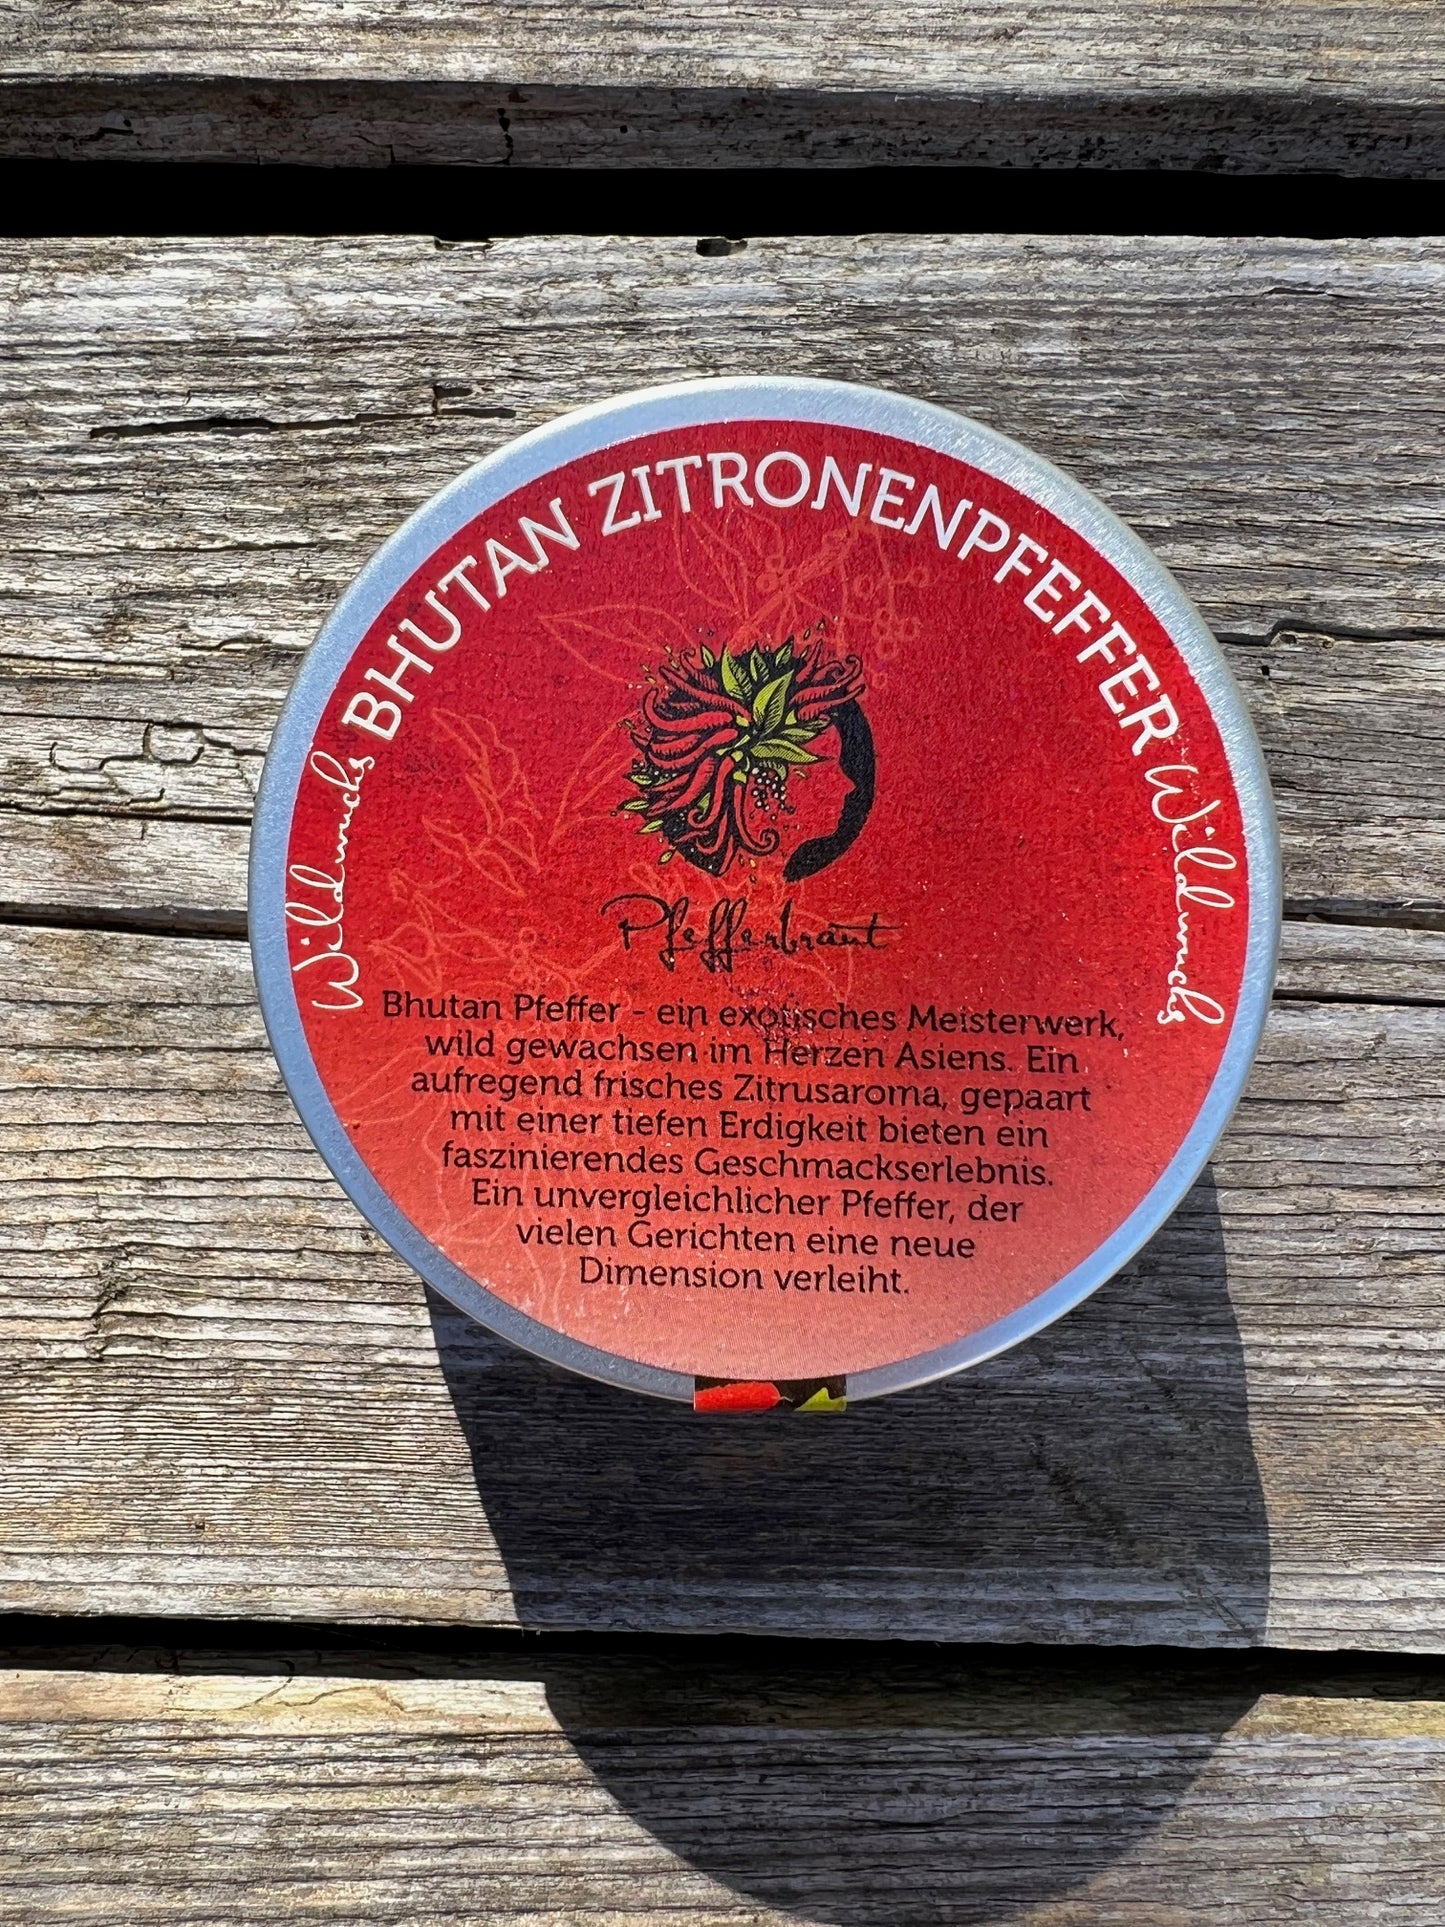 Wildwuchs BHUTAN ZITRONENPFEFFER Wildwuchs
Pfefferbraut
Bhutan Pfeffer - ein exotisches Meisterwerk,
wild gewachsen im Herzen Asiens. Ein
aufregend frisches Zitrusaroma, gepaart
mit einer tiefen Erdigkeit bieten ein
faszinierendes Geschmackserlebnis.
Ein unvergleichlicher Pfeffer, der
vielen Gerichten eine neue
Dimension verleiht.